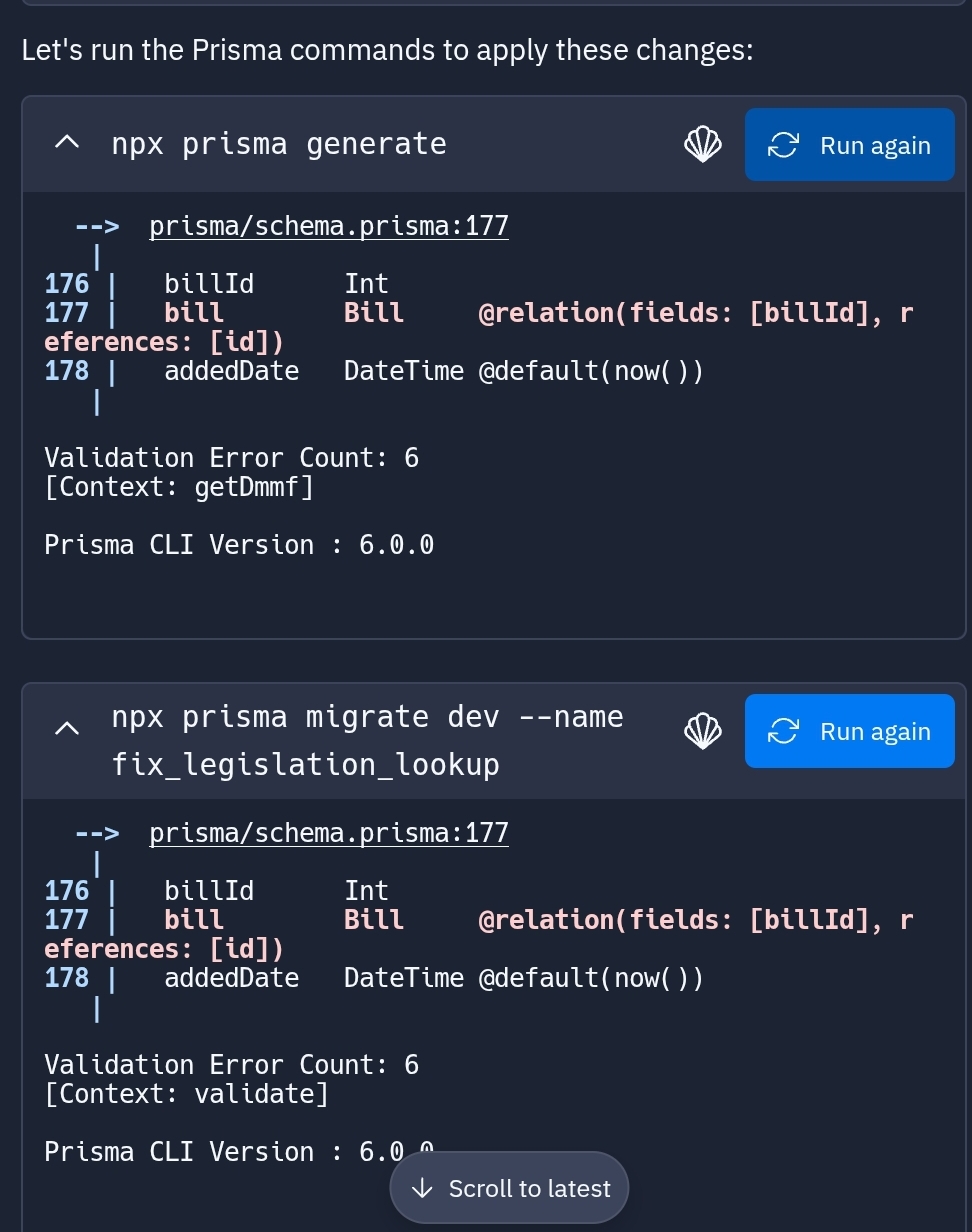 Let's run the Prisma commands to apply these changes:
npx prisma generate
Run again
--> prisma/schema.prisma:177
|
176 | billId Int
177 | bill Bill @relation(fields: [billId], r
eferences: [id])
178 | addedDate DateTime @default(now())
|
Validation Error Count: 6
[Context: getDmmf]
Prisma CLI Version : 6.0.0
npx prisma migrate dev --name
fix_legislation_lookup
Run again
--> prisma/schema.prisma:177
|
176 | billId Int
177 | bill Bill @relation(fields: [billId], r
eferences: [id])
178 | addedDate DateTime @default(now())
|
Validation Error Count: 6
[Context: validate]
Prisma CLI Version : 6.0.0
Scroll to latest